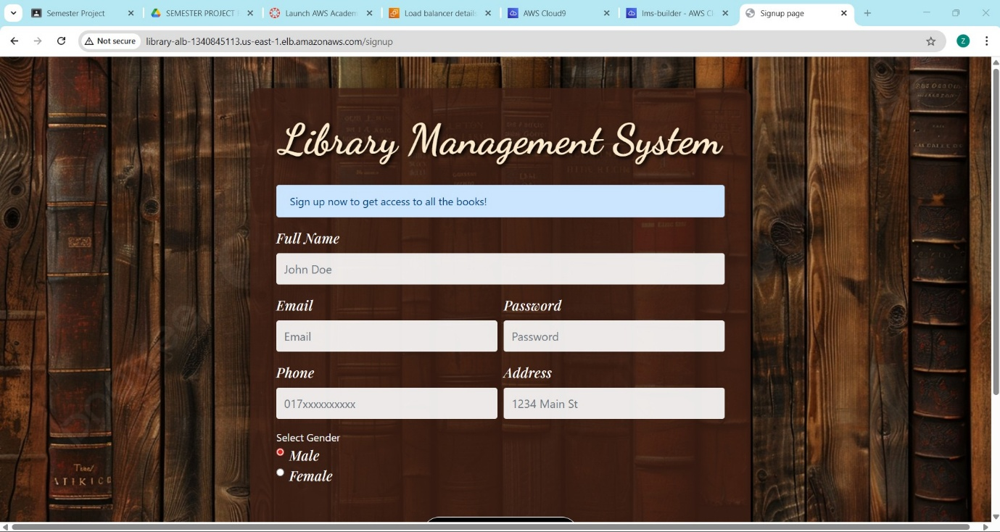 Semester Project
SEMESTER PROJECT
Launch AWS Academ
Load balancer details
AWS Cloud9
lms-builder - AWS Cl
Signup page
Not secure
library-alb-1340845113.us-east-1.elb.amazonaws.com/signup
Z
Library Management System
Sign up now to get access to all the books!
Full Name
John Doe
Email
Password
Email
Password
Phone
Address
017xxxxxxxxxx
1234 Main St
Select Gender
Male
Female